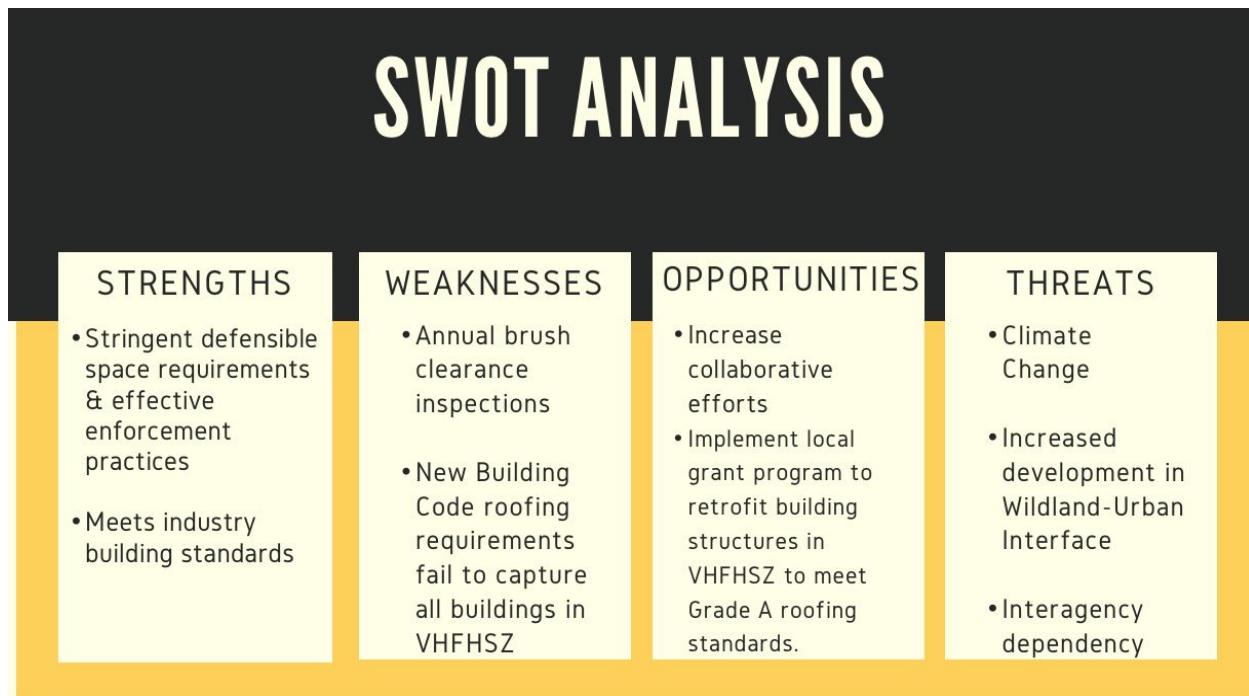 SWOT ANALYSIS
STRENGTHS
•Stringent defensible
space requirements
& effective
enforcement
practices
•Meets industry
building standards
WEAKNESSES
•Annual brush
clearance
inspections
•New Building
Code roofing
requirements
fail to capture
all buildings in
VHFHSZ
OPPORTUNITIES
•Increase
collaborative
efforts
•Implement local
grant program to
retrofit building
structures in
VHFHSZ to meet
Grade A roofing
standards.
THREATS
•Climate
Change
•Increased
development in
Wildland-Urban
Interface
•Interagency
dependency